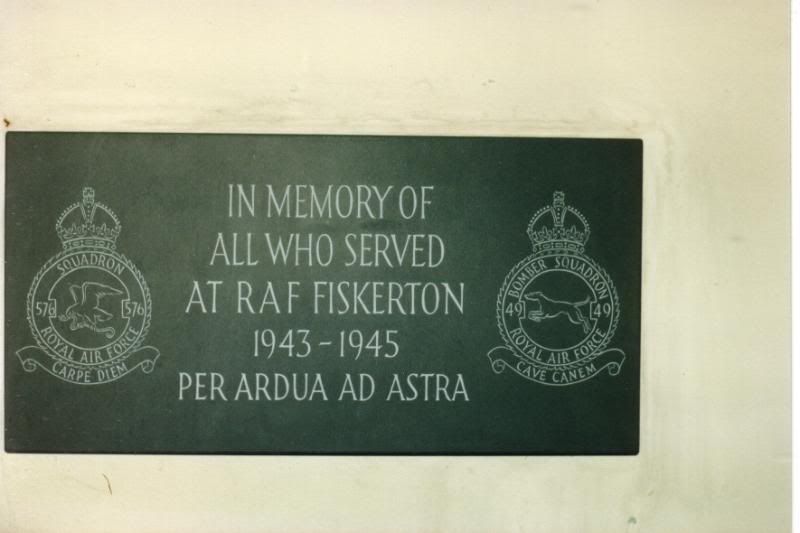 IN MEMORY OF
ALL WHO SERVED
AT RAF FISKERTON
1943-1945
PER ARDUA AD ASTRA
SQUADRON
576 576
ROYAL AIR FORCE
CARPE DIEM
BOMBER SQUADRON
49 49
ROYAL AIR FORCE
CAVE CANEM